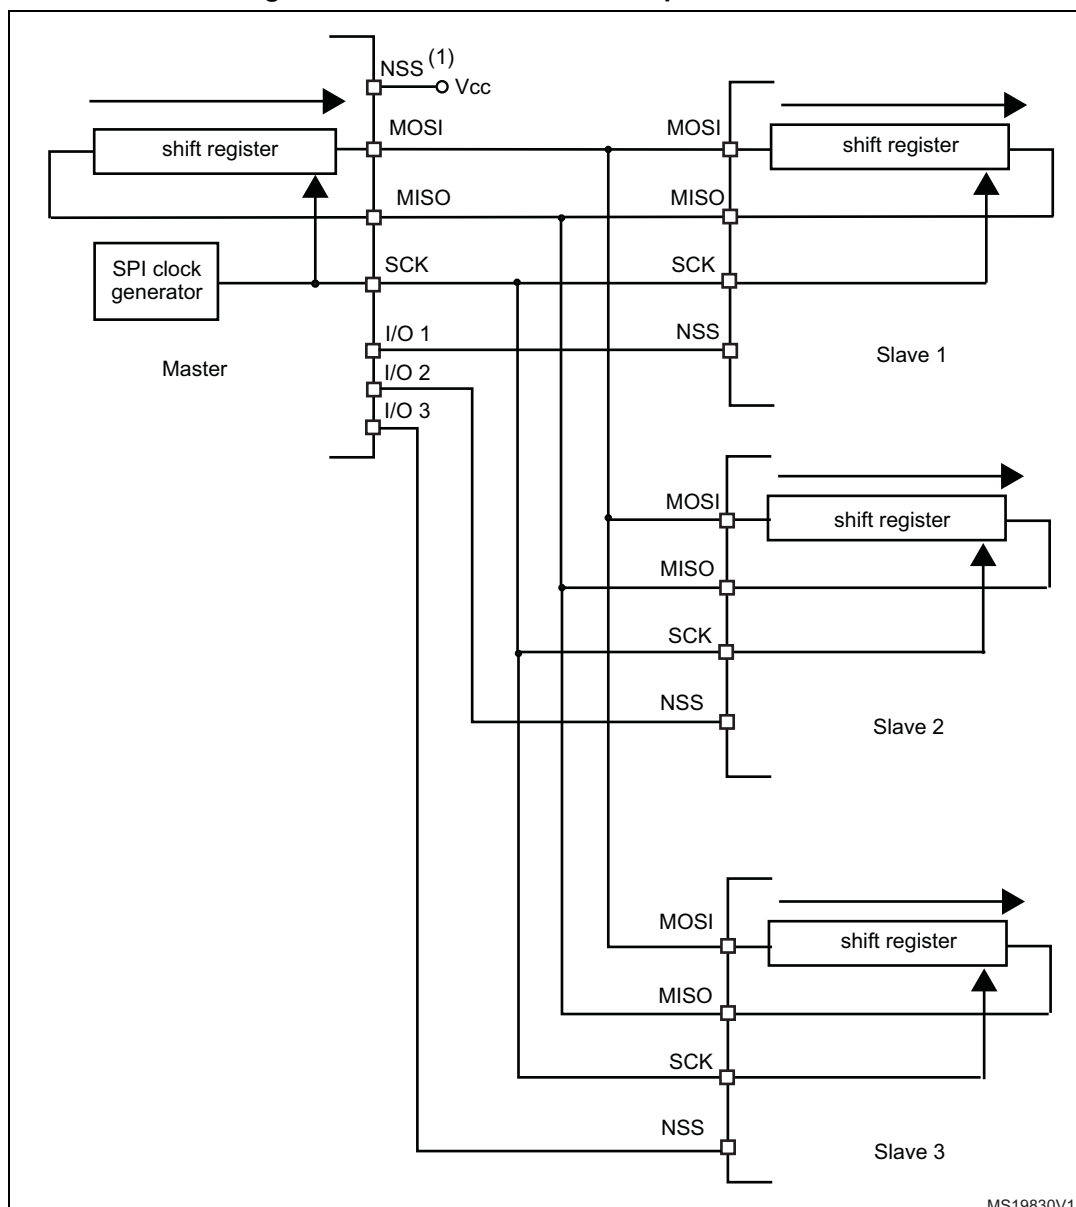 NSS (1)
Vcc
MOSI
shift register
MISO
SCK
SPI clock
generator
I/O 1
I/O 2
I/O 3
Master
MOSI
shift register
MISO
SCK
NSS
Slave 1
MOSI
shift register
MISO
SCK
NSS
Slave 2
MOSI
shift register
MISO
SCK
NSS
Slave 3
MS19830V1